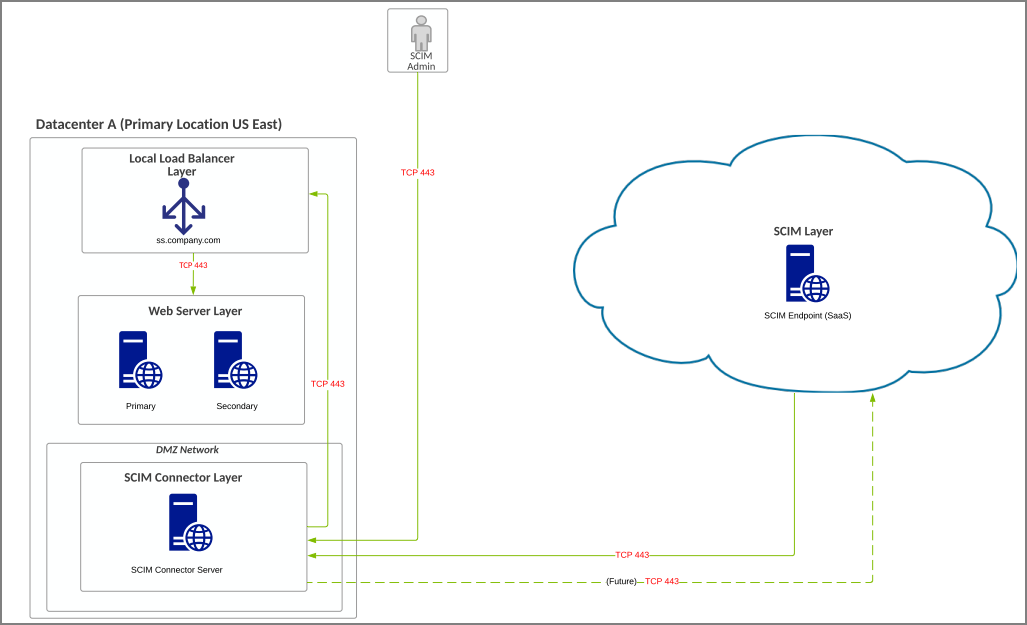 SCIM
Admin
Datacenter A (Primary Location US East)
Local Load Balancer
Layer
ss.company.com
TCP 443
TCP 443
SCIM Layer
SCIM Endpoint (SaaS)
TCP 443
Web Server Layer
Primary
Secondary
TCP 443
DMZ Network
SCIM Connector Layer
SCIM Connector Server
TCP 443
(Future) TCP 443